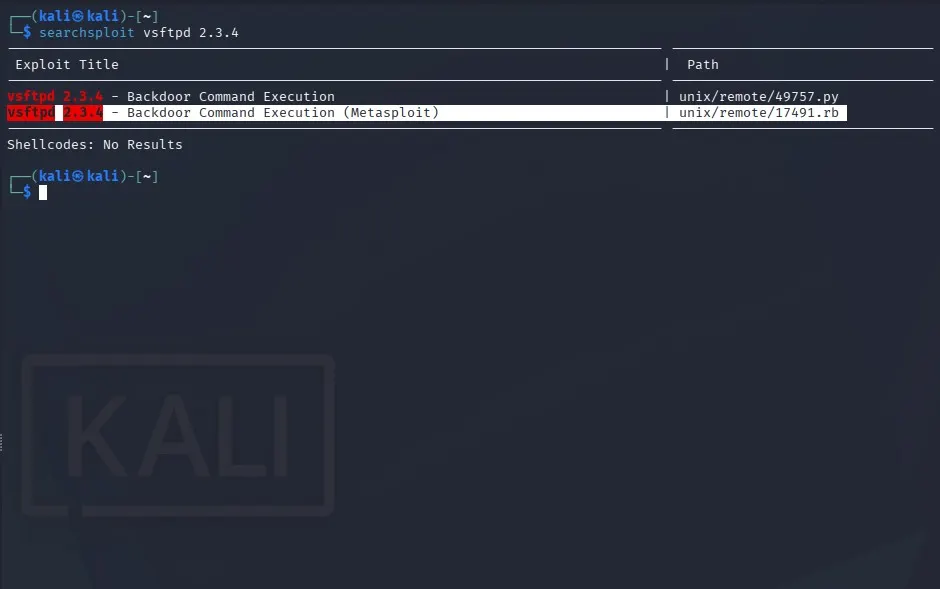 ┌──(kali㉿kali)-[~]
└─$ searchsploit vsftpd 2.3.4
Exploit Title | Path
vsftpd 2.3.4 - Backdoor Command Execution | unix/remote/49757.py
vsftpd 2.3.4 - Backdoor Command Execution (Metasploit) | unix/remote/17491.rb
Shellcodes: No Results
┌──(kali㉿kali)-[~]
└─$
KALI